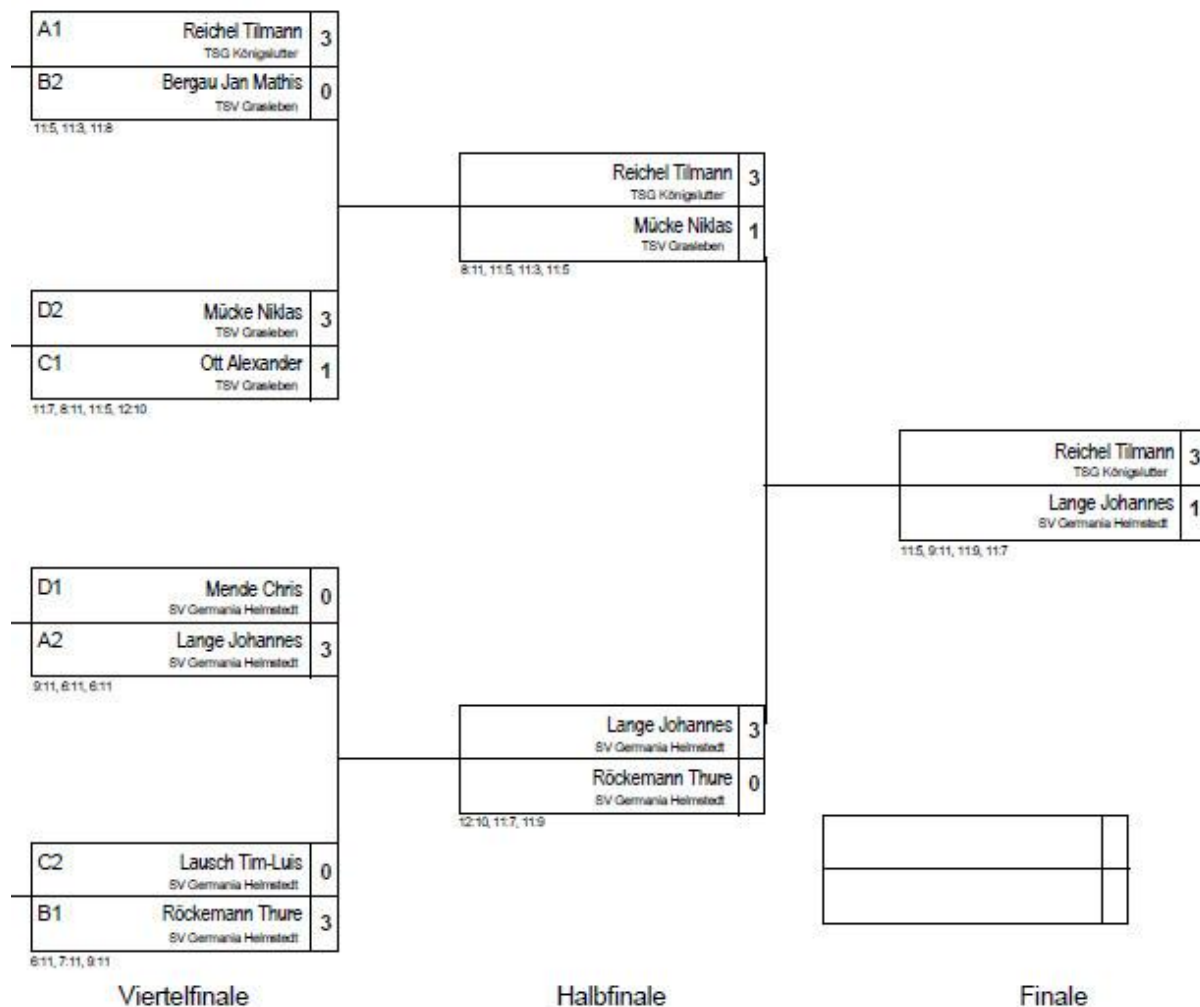 A1 Reichel Tilmann 3
TSG Königslutter
B2 Bergau Jan Mathis 0
TSV Grasleben
11:5, 11:3, 11:8
D2 Mücke Niklas 3
TSV Grasleben
C1 Ott Alexander 1
TSV Grasleben
11:7, 8:11, 11:5, 12:10
D1 Mende Chris 0
SV Germania Helmstedt
A2 Lange Johannes 3
SV Germania Helmstedt
9:11, 6:11, 6:11
C2 Lausch Tim-Luis 0
SV Germania Helmstedt
B1 Röckemann Thure 3
SV Germania Helmstedt
6:11, 7:11, 9:11
Viertelfinale
Reichel Tilmann 3
TSG Königslutter
Mücke Niklas 1
TSV Grasleben
8:11, 11:5, 11:3, 11:5
Lange Johannes 3
SV Germania Helmstedt
Röckemann Thure 0
SV Germania Helmstedt
12:10, 11:7, 11:9
Halbfinale
Reichel Tilmann 3
TSG Königslutter
Lange Johannes 1
SV Germania Helmstedt
11:5, 9:11, 11:9, 11:7
Finale